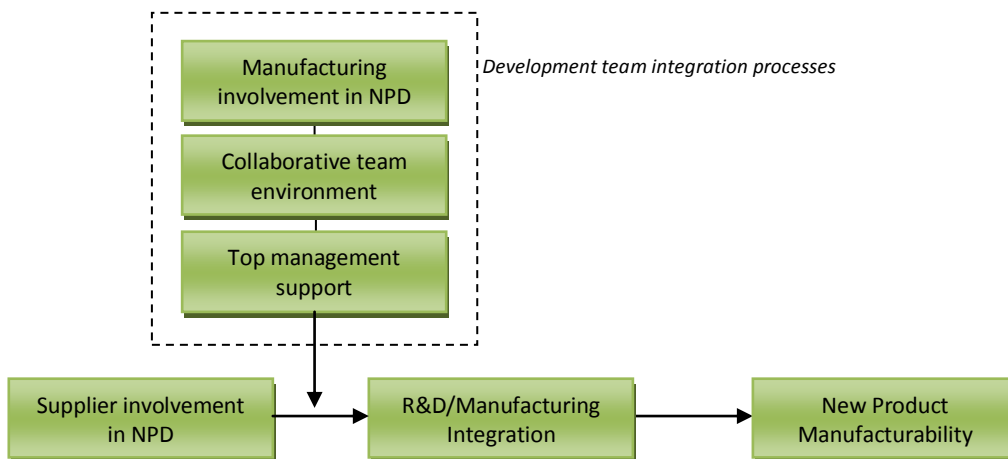 Manufacturing
involvement in NPD
Development team integration processes
Collaborative team
environment
Top management
support
Supplier involvement
in NPD
R&D/Manufacturing
Integration
New Product
Manufacturability